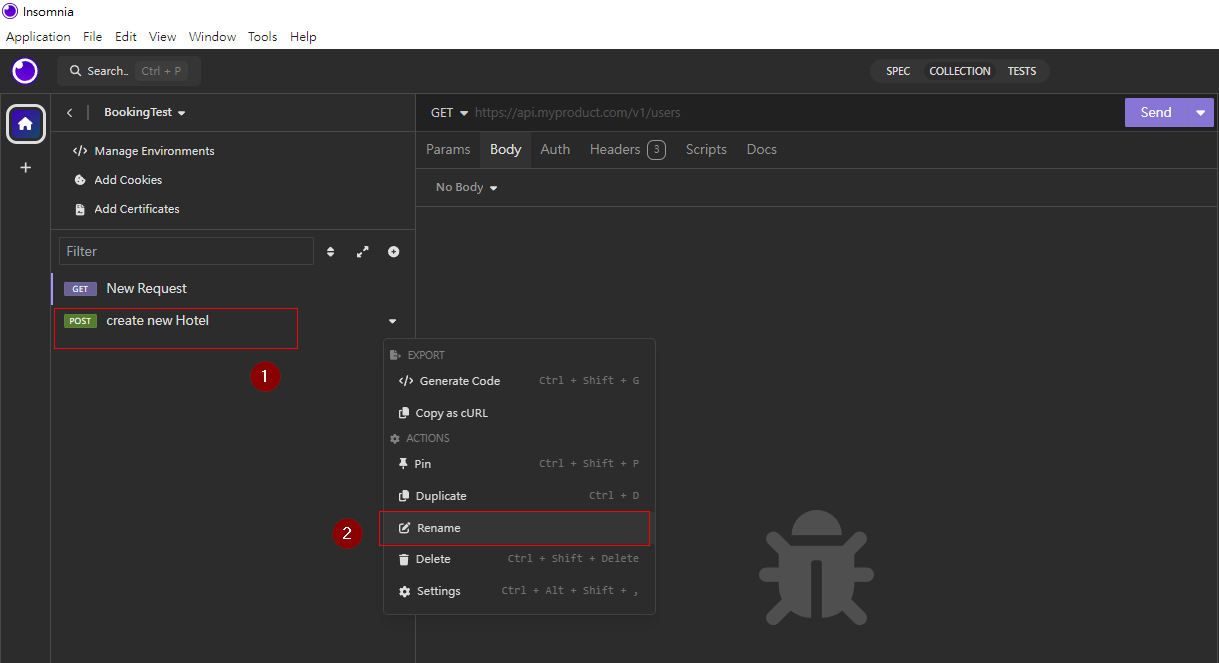 Insomnia
Application File Edit View Window Tools Help
Search.. Ctrl + P SPEC COLLECTION TESTS
BookingTest GET https://api.myproduct.com/v1/users Send
Manage Environments
Add Cookies
Add Certificates
Params Body Auth Headers 3 Scripts Docs
No Body
Filter
GET New Request
POST create new Hotel
1
EXPORT
Generate Code Ctrl + Shift + G
Copy as cURL
ACTIONS
Pin Ctrl + Shift + P
Duplicate Ctrl + D
2 Rename
Delete Ctrl + Shift + Delete
Settings Ctrl + Alt + Shift + ,